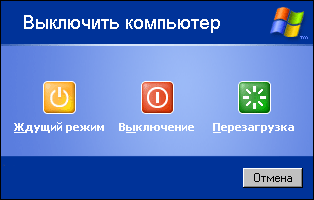 Выключить компьютер
Ждущий режим Выключение Перезагрузка
Отмена